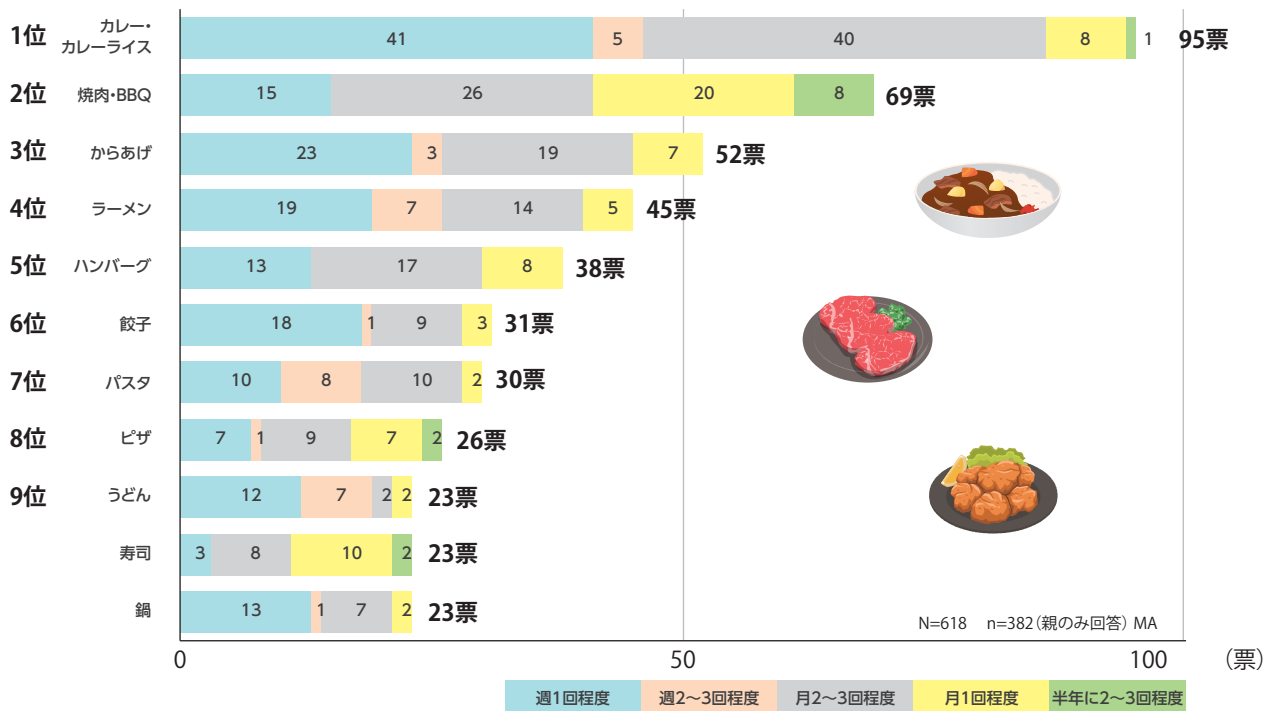 1位 カレー・
カレーライス 41 5 40 8 1 95票
2位 焼肉・BBQ 15 26 20 8 69票
3位 からあげ 23 3 19 7 52票
4位 ラーメン 19 7 14 5 45票
5位 ハンバーグ 13 17 8 38票
6位 餃子 18 1 9 3 31票
7位 パスタ 10 8 10 2 30票
8位 ピザ 7 1 9 7 2 26票
9位 うどん 12 7 2 2 23票
寿司 3 8 10 2 23票
鍋 13 1 7 2 23票
N=618 n=382(親のみ回答) MA
0 50 100 (票)
週1回程度 週2〜3回程度 月2〜3回程度 月1回程度 半年に2〜3回程度